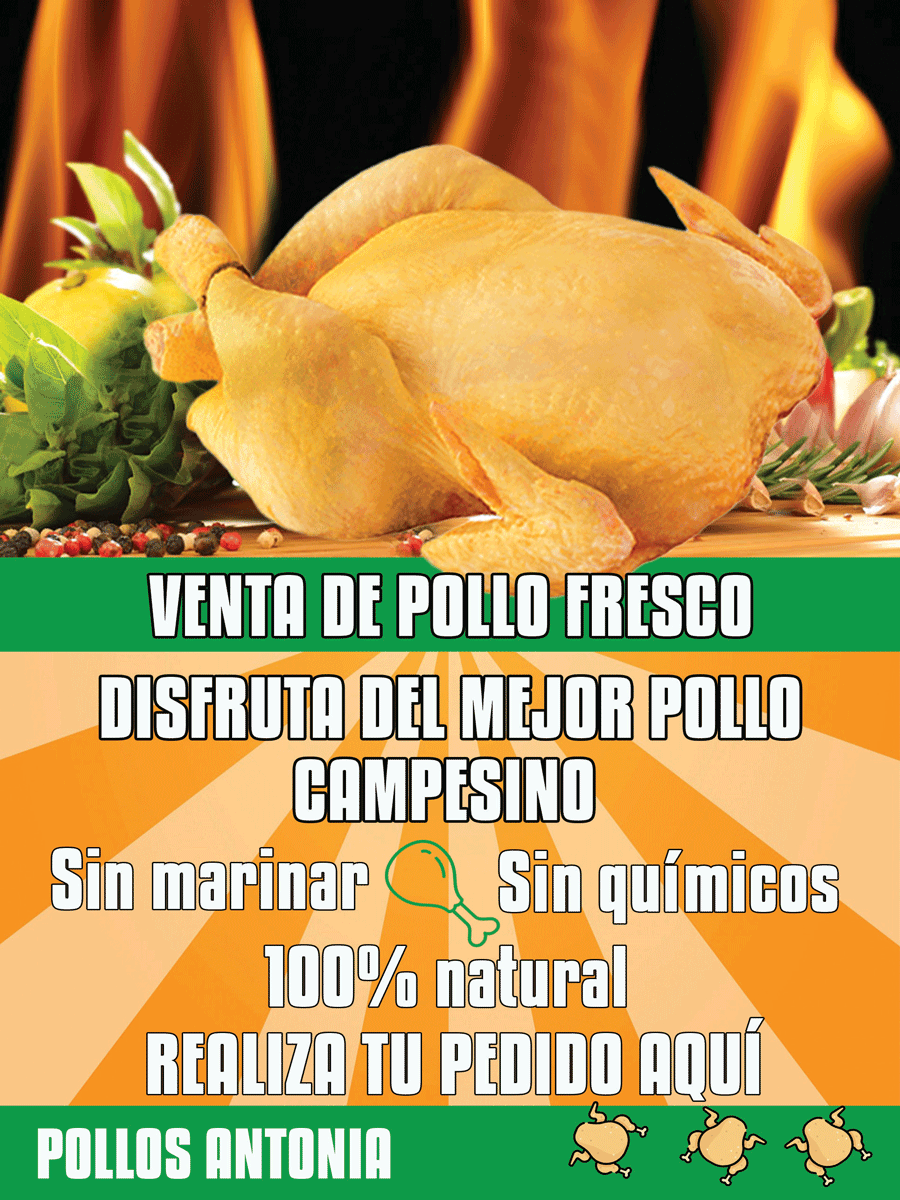 VENTA DE POLLO FRESCO
DISFRUTA DEL MEJOR POLLO
CAMPESINO
Sin marinar Sin químicos
100% natural
REALIZA TU PEDIDO AQUÍ
POLLOS ANTONIA